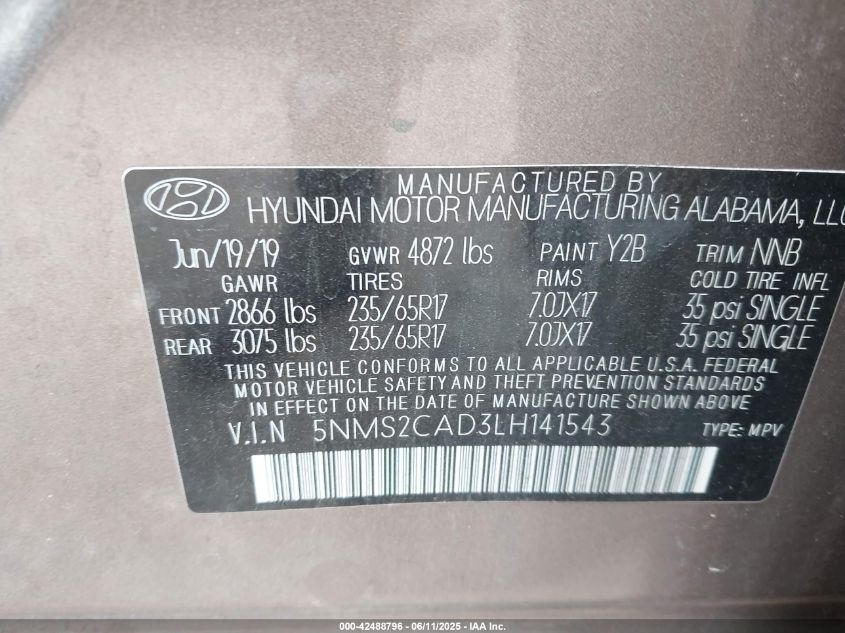 MANUFACTURED BY
HYUNDAI MOTOR MANUFACTURING ALABAMA, LLC
Jun/19/19 GVWR 4872 lbs PAINT Y2B TRIM NNB
GAWR TIRES RIMS COLD TIRE INFL
FRONT 2866 lbs 235/65R17 7.0JX17 35 psi SINGLE
REAR 3075 lbs 235/65R17 7.0JX17 35 psi SINGLE
THIS VEHICLE CONFORMS TO ALL APPLICABLE U.S.A. FEDERAL
MOTOR VEHICLE SAFETY AND THEFT PREVENTION STANDARDS
IN EFFECT ON THE DATE OF MANUFACTURE SHOWN ABOVE
V.I.N 5NMS2CAD3LH141543 TYPE: MPV
000-42488796 - 06/11/2025 - IAA Inc.